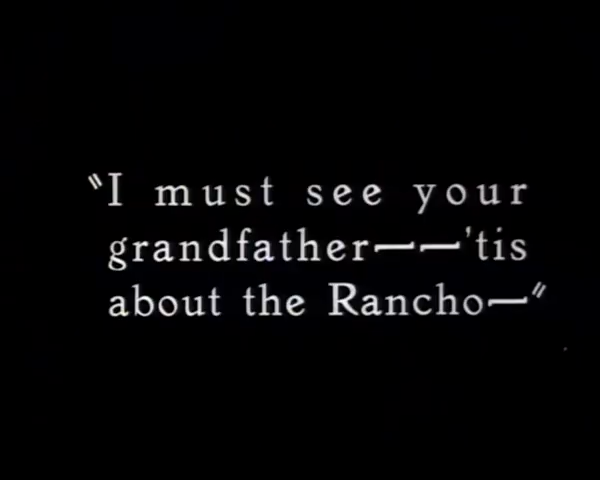 "I must see your
grandfather——'tis
about the Rancho—"